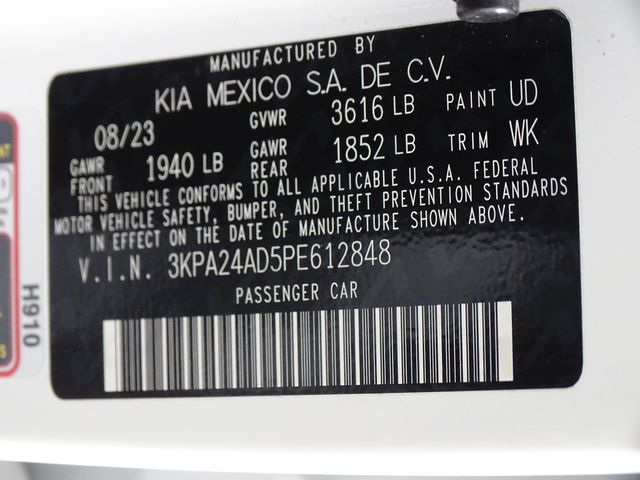 MANUFACTURED BY
KIA MEXICO S.A. DE C.V.
08/23 GVWR 3616 LB PAINT UD
GAWR FRONT 1940 LB GAWR REAR 1852 LB TRIM WK
THIS VEHICLE CONFORMS TO ALL APPLICABLE U.S.A. FEDERAL
MOTOR VEHICLE SAFETY, BUMPER, AND THEFT PREVENTION STANDARDS
IN EFFECT ON THE DATE OF MANUFACTURE SHOWN ABOVE.
V.I.N. 3KPA24AD5PE612848
PASSENGER CAR
H910